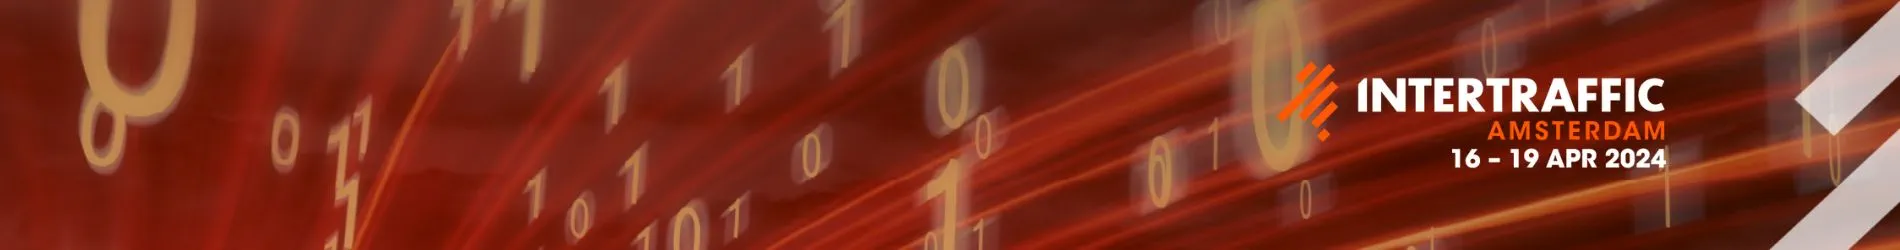 INTERTRAFFIC
AMSTERDAM
16 – 19 APR 2024